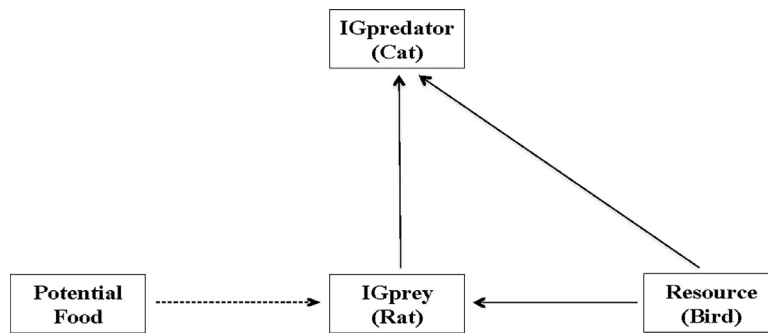 IGpredator
(Cat)
Potential
Food
IGprey
(Rat)
Resource
(Bird)